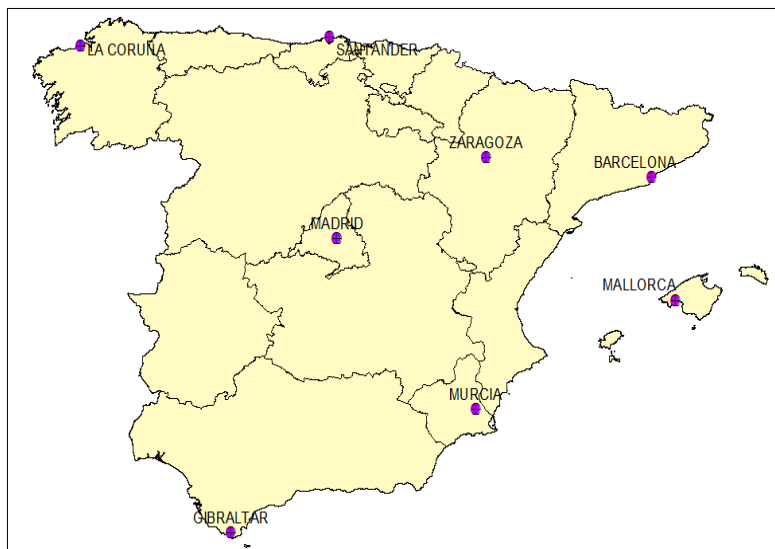 LA CORUÑA
SANTANDER
ZARAGOZA
BARCELONA
MADRID
MALLORCA
MURCIA
GIBRALTAR